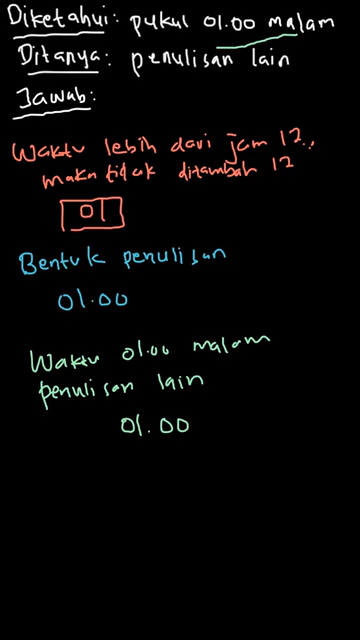 Diketahui: pukul 01.00 malam
Ditanya: penulisan lain
Jawab:
Waktu lebih dari jam 12,
maka tidak ditambah 12
01
Bentuk penulisan
01.00
Waktu 01.00 malam
penulisan lain
01.00